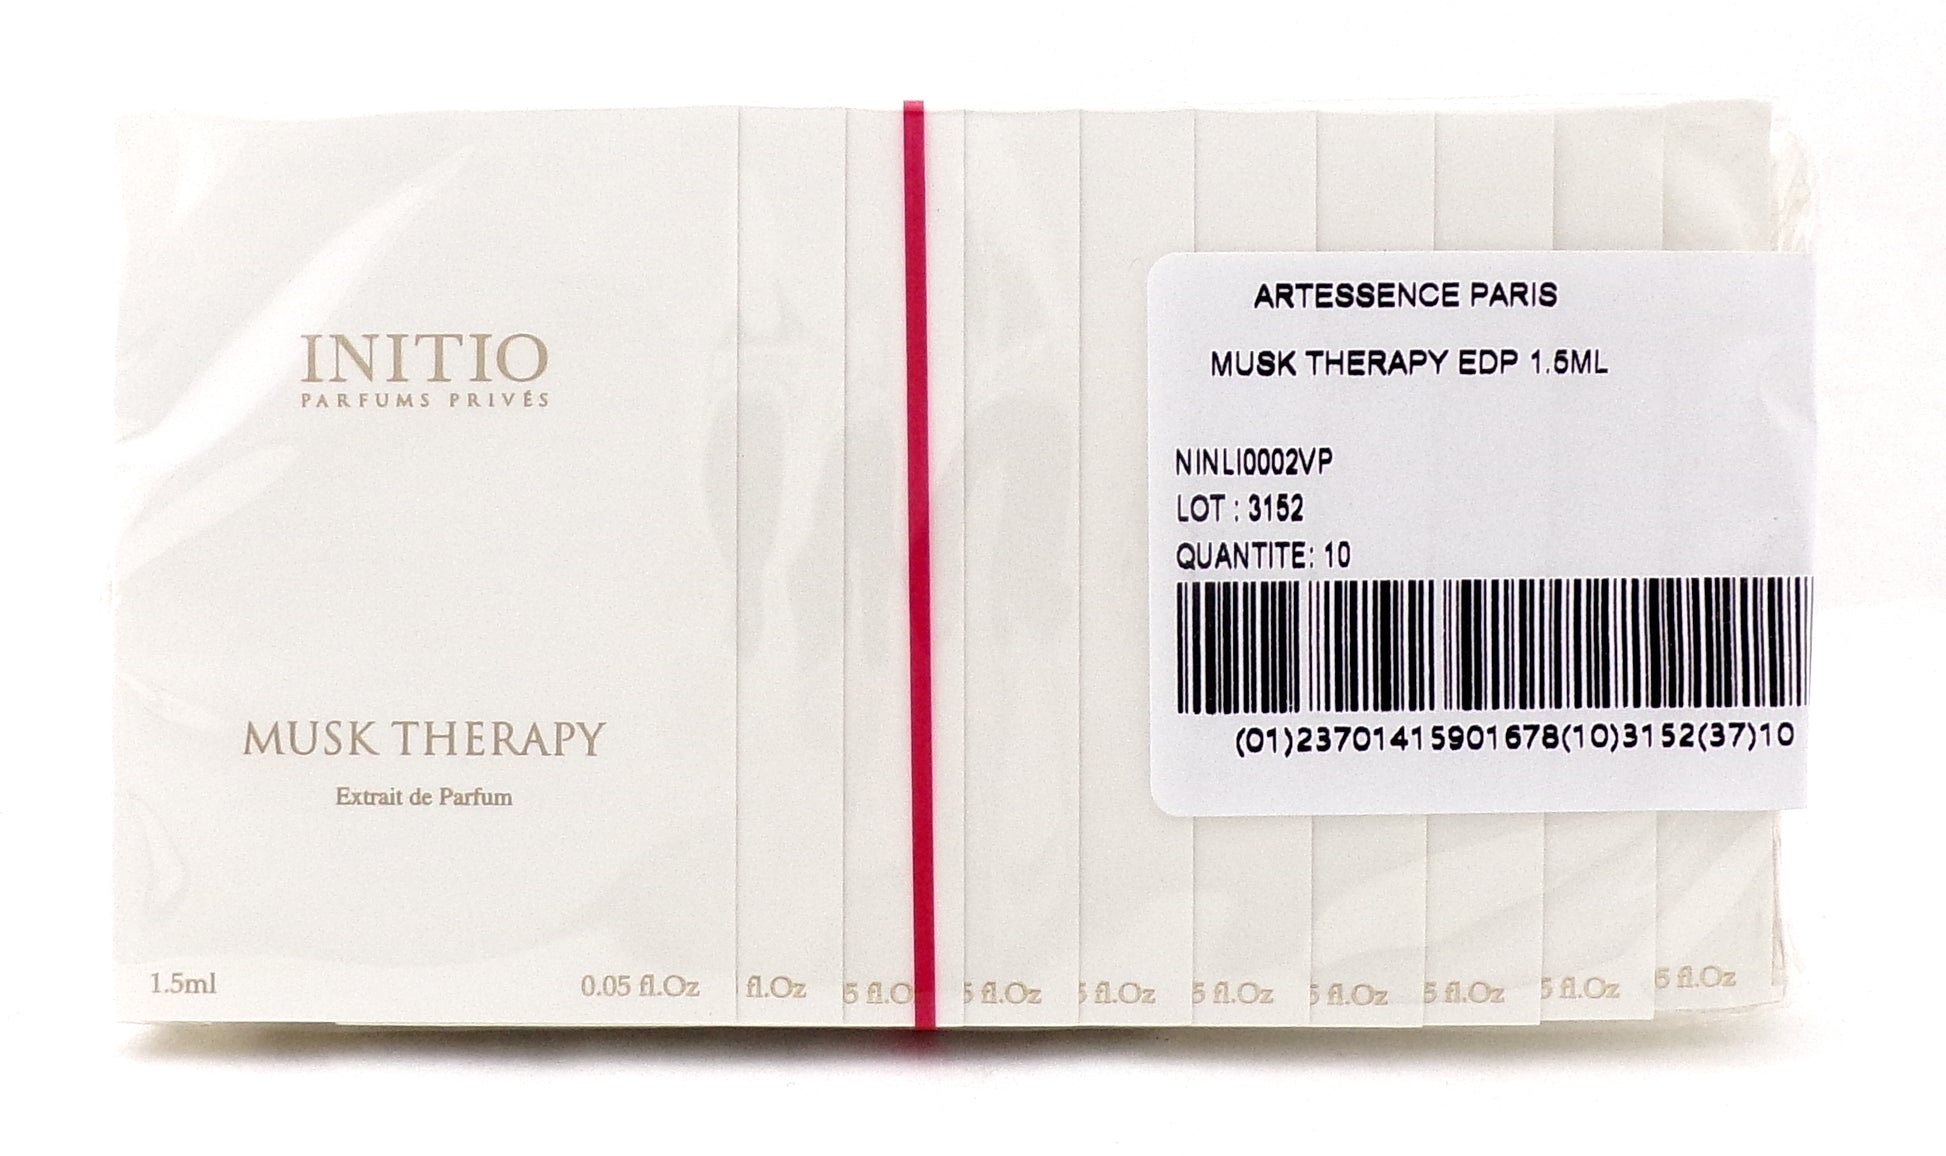 INITIO
PARFUMS PRIVÉS
MUSK THERAPY
Extrait de Parfum
1.5ml
0.05 fl.Oz
fl.Oz
5 fl.O
5 fl.Oz
5 fl.Oz
5 fl.Oz
5 fl.Oz
5 fl.Oz
5 fl.Oz
5 fl.Oz
ARTESSENCE PARIS
MUSK THERAPY EDP 1.5ML
NINLI0002VP
LOT : 3152
QUANTITE: 10
(01)23701415901678(10)3152(37)10